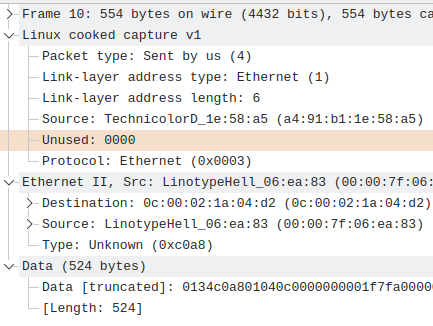 Frame 10: 554 bytes on wire (4432 bits), 554 bytes ca
Linux cooked capture v1
Packet type: Sent by us (4)
Link-layer address type: Ethernet (1)
Link-layer address length: 6
Source: TechnicolorD_1e:58:a5 (a4:91:b1:1e:58:a5)
Unused: 0000
Protocol: Ethernet (0x0003)
Ethernet II, Src: LinotypeHell_06:ea:83 (00:00:7f:06:
Destination: 0c:00:02:1a:04:d2 (0c:00:02:1a:04:d2)
Source: LinotypeHell_06:ea:83 (00:00:7f:06:ea:83)
Type: Unknown (0xc0a8)
Data (524 bytes)
Data [truncated]: 0134c0a801040c0000000001f7fa00000
[Length: 524]